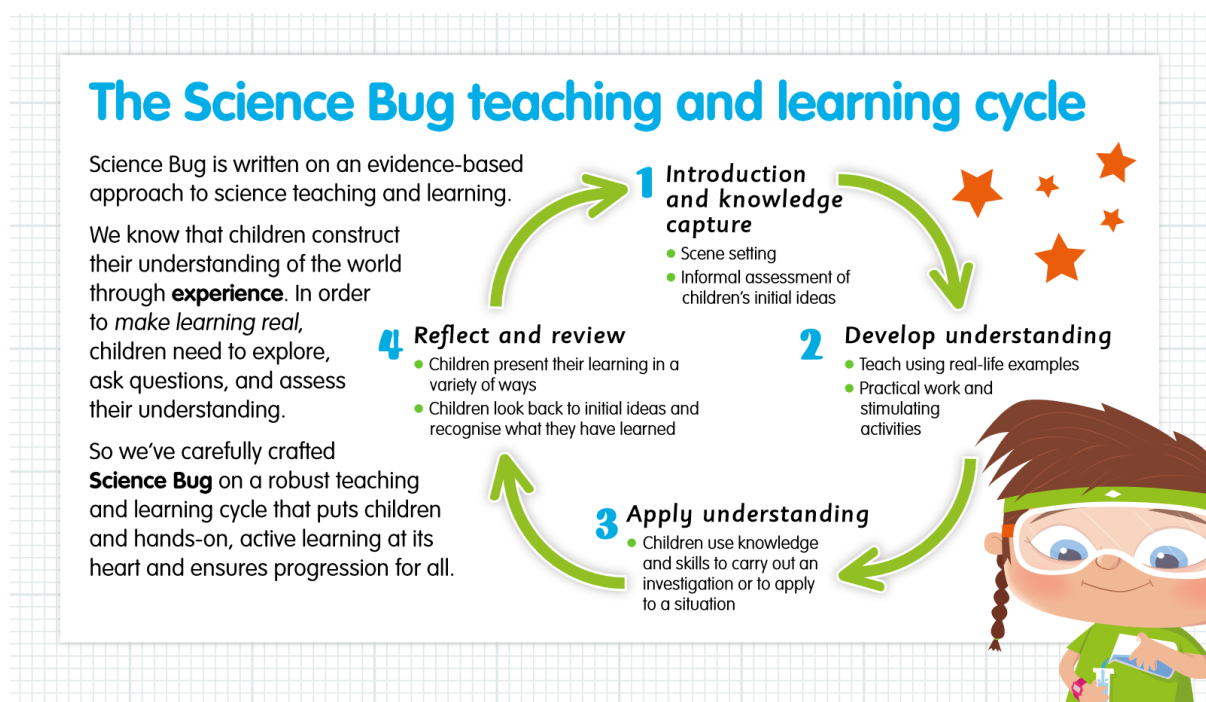 The Science Bug teaching and learning cycle
Science Bug is written on an evidence-based
approach to science teaching and learning.
We know that children construct
their understanding of the world
through experience. In order
to make learning real,
children need to explore,
ask questions, and assess
their understanding.
So we've carefully crafted
Science Bug on a robust teaching
and learning cycle that puts children
and hands-on, active learning at its
heart and ensures progression for all.
1 Introduction
and knowledge
capture
• Scene setting
• Informal assessment of
children's initial ideas
2 Develop understanding
• Teach using real-life examples
• Practical work and
stimulating
activities
3 Apply understanding
• Children use knowledge
and skills to carry out an
investigation or to apply
to a situation
4 Reflect and review
• Children present their learning in a
variety of ways
• Children look back to initial ideas and
recognise what they have learned